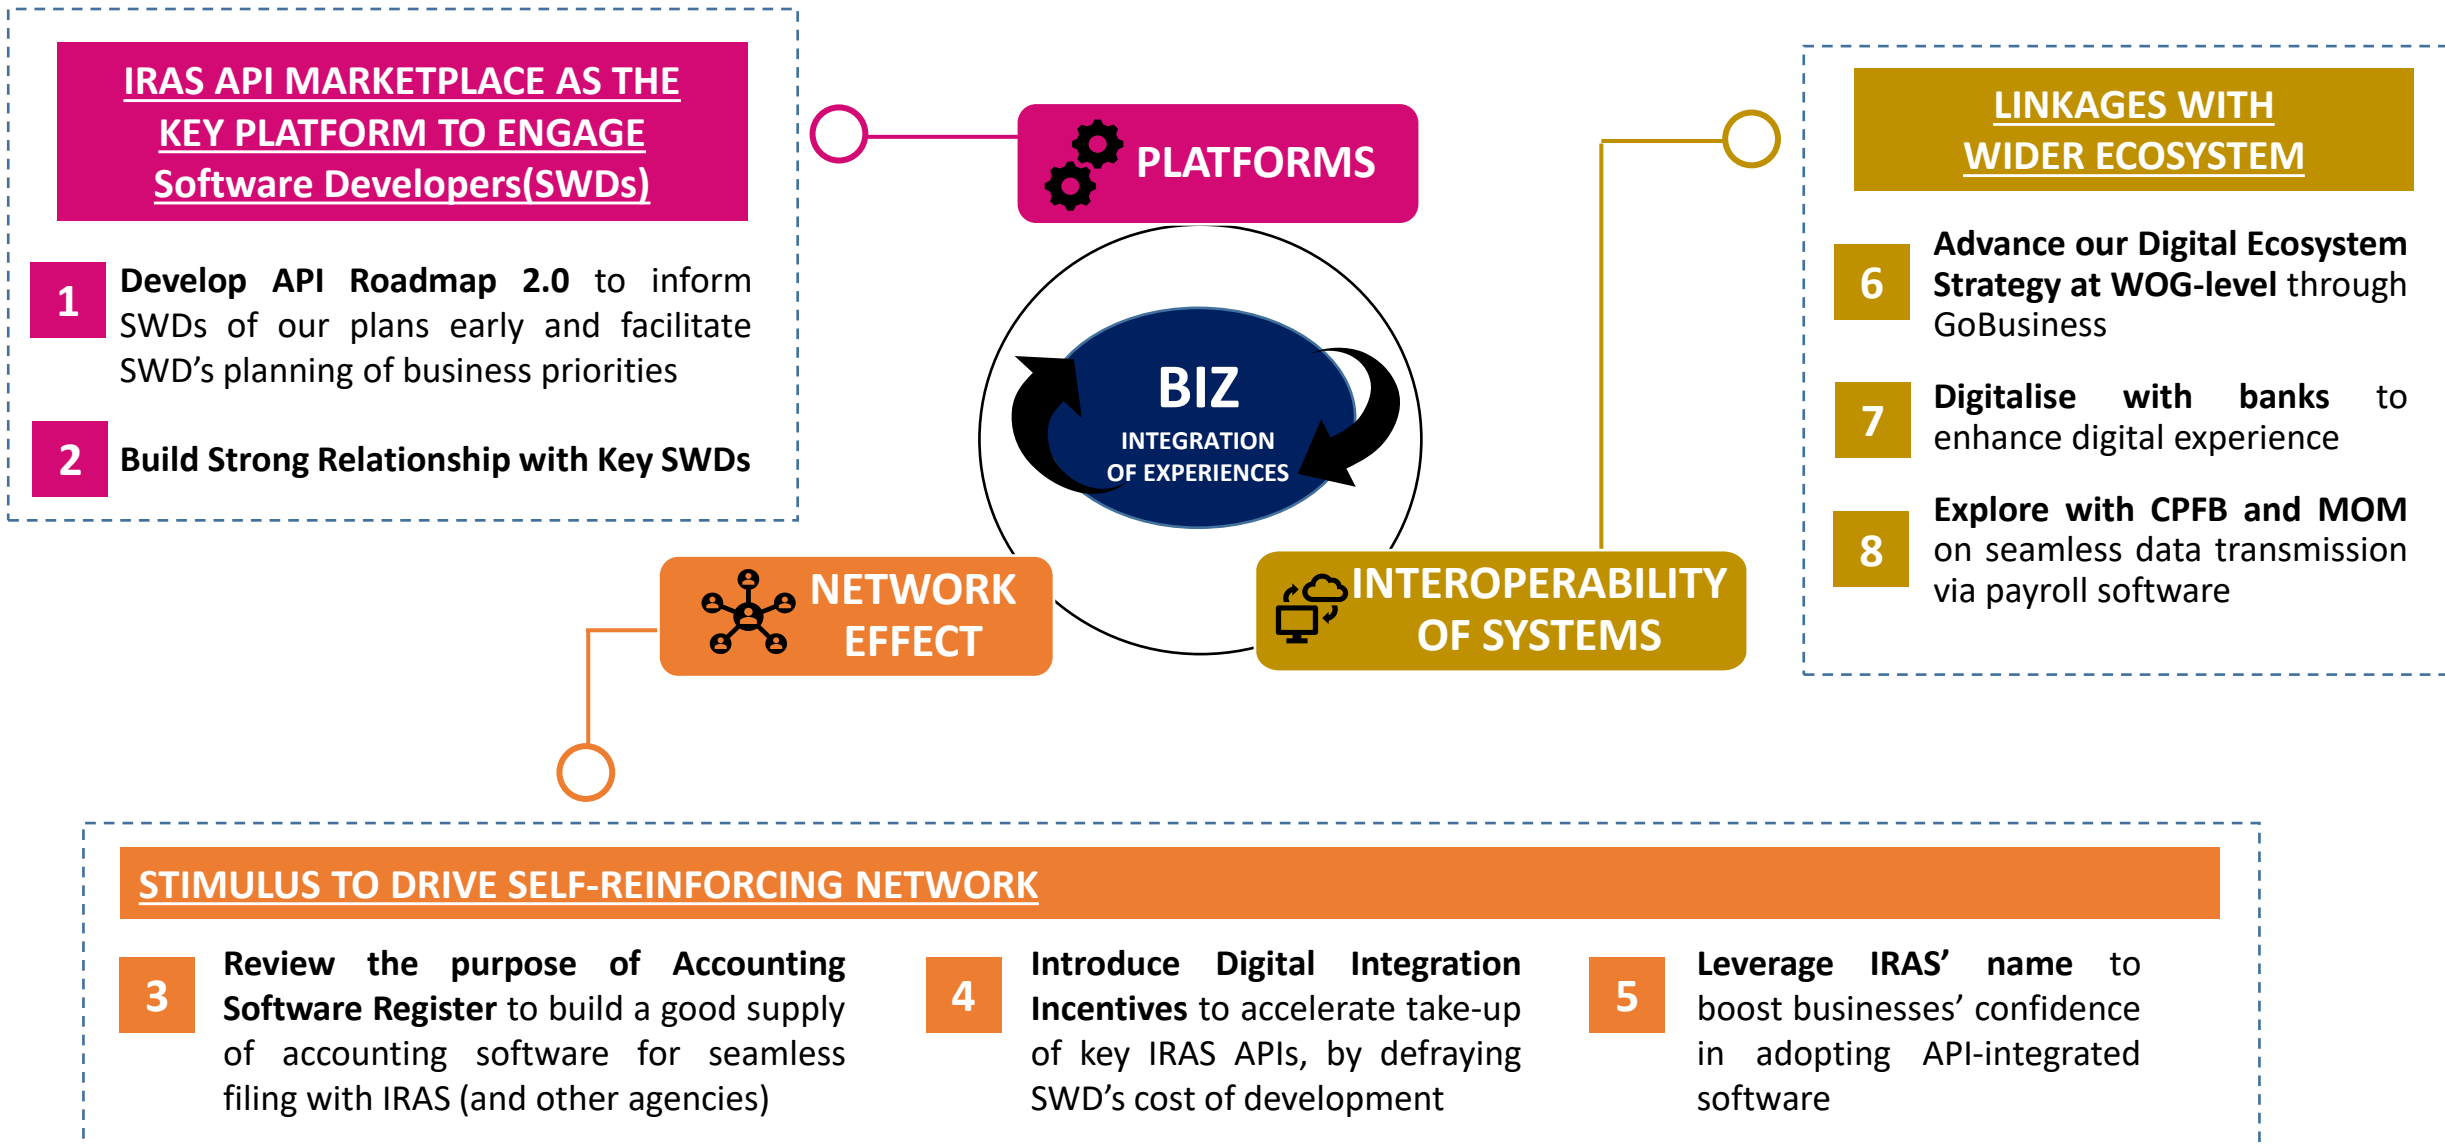 IRAS API MARKETPLACE AS THE
KEY PLATFORM TO ENGAGE
Software Developers(SWDs)
1
Develop API Roadmap 2.0 to inform
SWDs of our plans early and facilitate
SWD’s planning of business priorities
2
Build Strong Relationship with Key SWDs
PLATFORMS
BIZ
INTEGRATION
OF EXPERIENCES
NETWORK
EFFECT
INTEROPERABILITY
OF SYSTEMS
LINKAGES WITH
WIDER ECOSYSTEM
6
Advance our Digital Ecosystem
Strategy at WOG-level through
GoBusiness
7
Digitalise with banks to
enhance digital experience
8
Explore with CPFB and MOM
on seamless data transmission
via payroll software
STIMULUS TO DRIVE SELF-REINFORCING NETWORK
3
Review the purpose of Accounting
Software Register to build a good supply
of accounting software for seamless
filing with IRAS (and other agencies)
4
Introduce Digital Integration
Incentives to accelerate take-up
of key IRAS APIs, by defraying
SWD’s cost of development
5
Leverage IRAS’ name to
boost businesses’ confidence
in adopting API-integrated
software